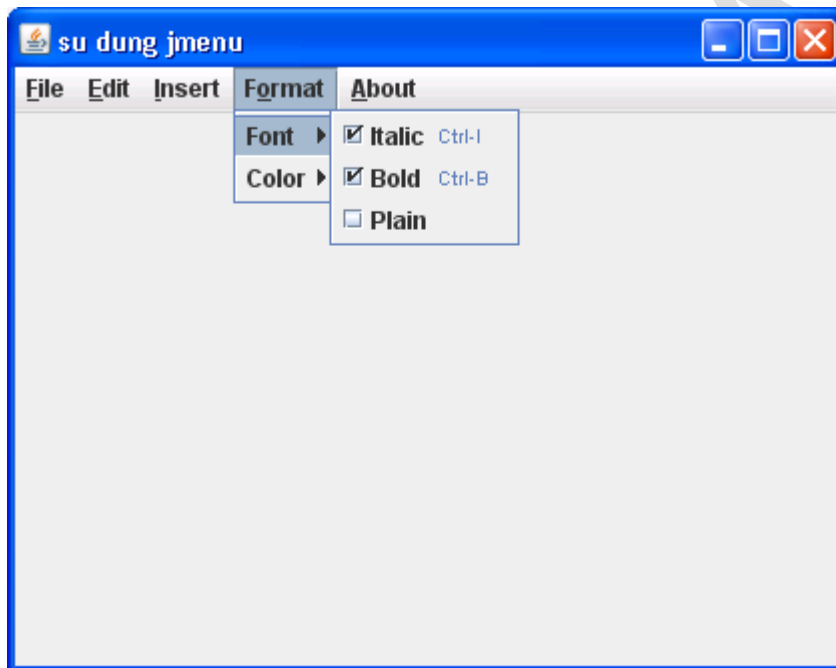 su dung jmenu
File Edit Insert Format About
Font Italic Ctrl-I
Color Bold Ctrl-B
Plain